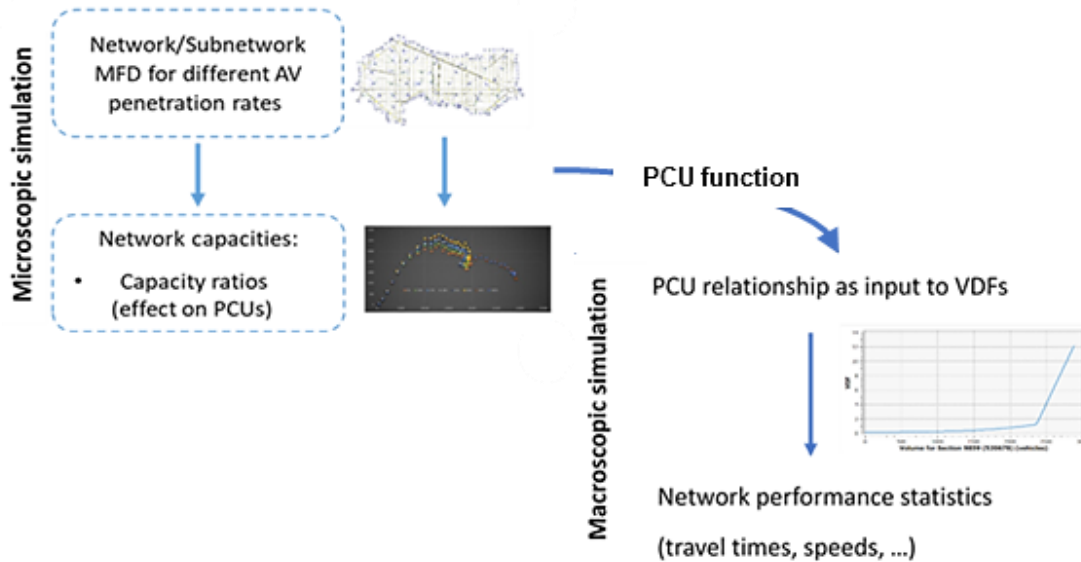 Microscopic simulation
Network/Subnetwork
MFD for different AV
penetration rates
Network capacities:
• Capacity ratios
(effect on PCUs)
PCU function
Macroscopic simulation
PCU relationship as input to VDFs
VDF
Network performance statistics
(travel times, speeds, ...)